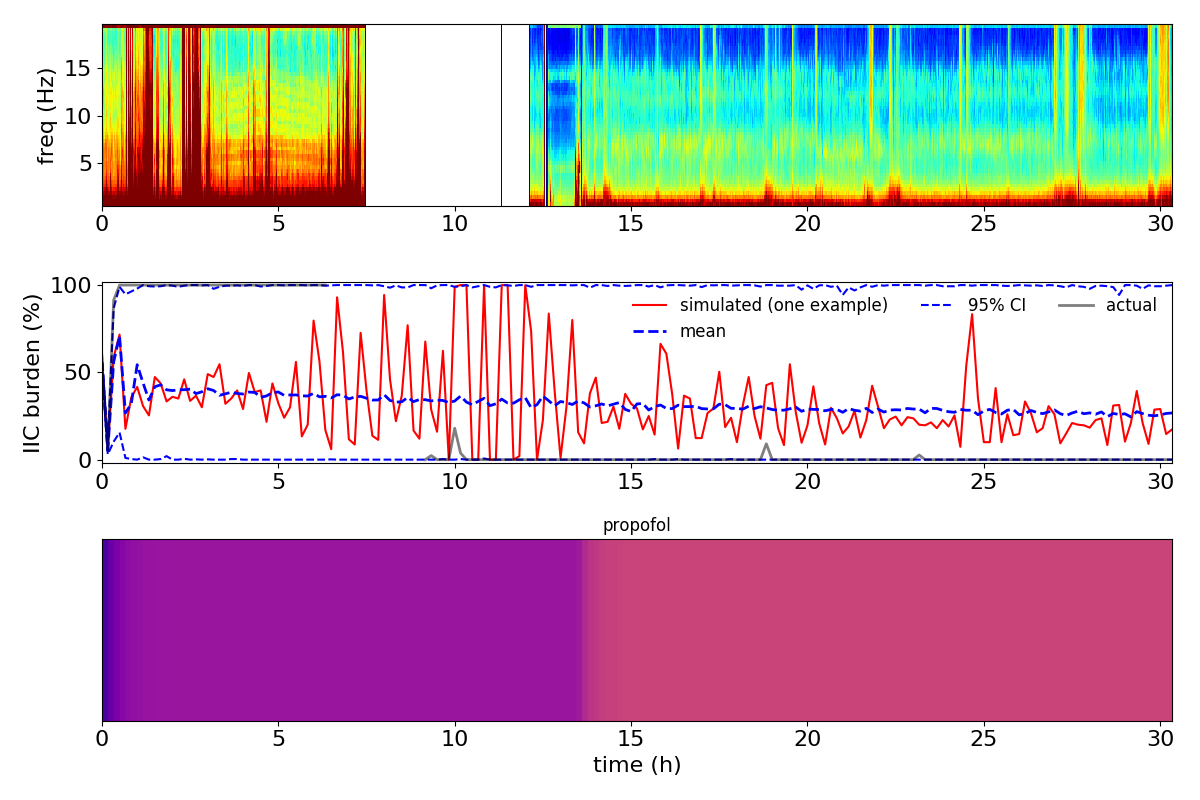 freq (Hz)
15
10
5
0 5 10 15 20 25 30
IIC burden (%)
100
50
0
simulated (one example) 95% CI actual
mean
0 5 10 15 20 25 30
propofol
0 5 10 15 20 25 30
time (h)